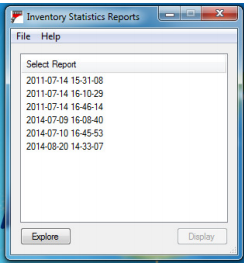 Inventory Statistics Reports
File Help
Select Report
2011-07-14 15-31-08
2011-07-14 16-10-29
2011-07-14 16-46-14
2014-07-09 16-08-40
2014-07-10 16-45-53
2014-08-20 14-33-07
Explore Display